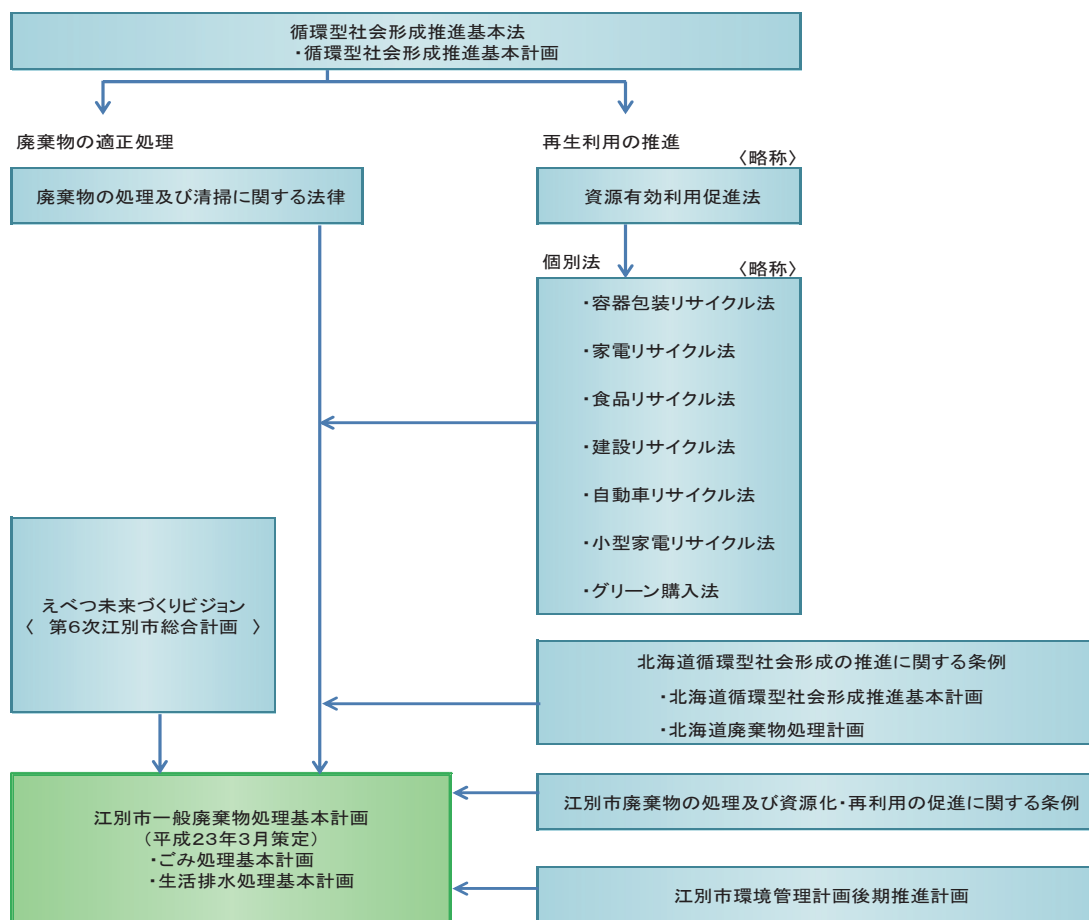 循環型社会形成推進基本法
・循環型社会形成推進基本計画
廃棄物の適正処理
再生利用の推進
〈略称〉
廃棄物の処理及び清掃に関する法律
資源有効利用促進法
個別法
〈略称〉
・容器包装リサイクル法
・家電リサイクル法
・食品リサイクル法
・建設リサイクル法
・自動車リサイクル法
・小型家電リサイクル法
・グリーン購入法
えべつ未来づくりビジョン
〈 第6次江別市総合計画 〉
北海道循環型社会形成の推進に関する条例
・北海道循環型社会形成推進基本計画
・北海道廃棄物処理計画
江別市一般廃棄物処理基本計画
(平成23年3月策定)
・ごみ処理基本計画
・生活排水処理基本計画
江別市廃棄物の処理及び資源化・再利用の促進に関する条例
江別市環境管理計画後期推進計画